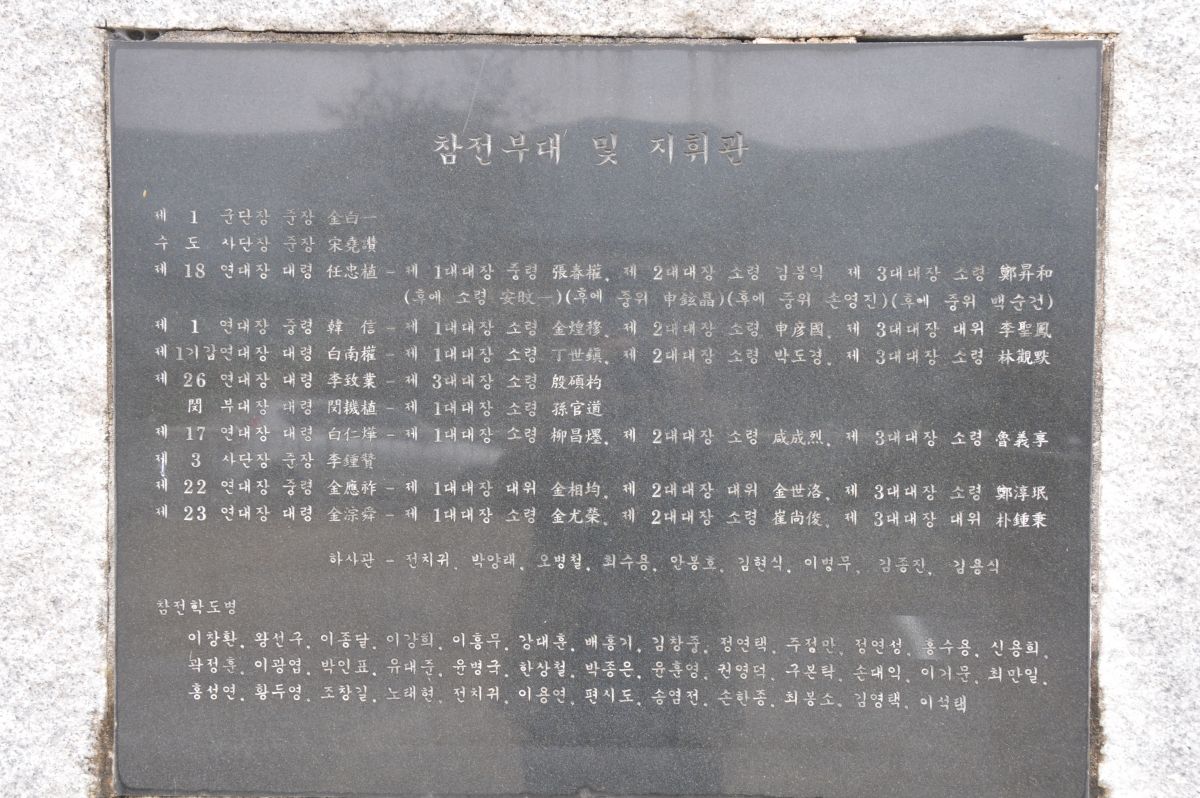 참전부대 및 지휘관
제 1 군단장 준장 金白一
수 도 사단장 준장 宋堯讚
제 18 연대장 대령 任忠植 - 제 1대대장 중령 張春權, 제 2대대장 소령 김봉익 제 3대대장 소령 鄭昇和
(후에 소령 安敃一)(후에 중위 申鉉晶)(후에 중위 손영진)(후에 중위 백순건)
제 1 연대장 중령 韓 信 - 제 1대대장 소령 金煌穆, 제 2대대장 소령 申彦國, 제 3대대장 대위 李聖鳳
제 1기갑연대장 대령 白南權 - 제 1대대장 소령 丁世鎭, 제 2대대장 소령 박도경, 제 3대대장 소령 林觀默
제 26 연대장 대령 李致業 - 제 3대대장 소령 殷碩杓
閔 부대장 대령 閔機植 - 제 1대대장 소령 孫官道
제 17 연대장 대령 白仁燁 - 제 1대대장 소령 柳昌, 제 2대대장 소령 咸成烈, 제 3대대장 소령 魯義享
제 3 사단장 준장 李鍾贊
제 22 연대장 중령 金應祚 - 제 1대대장 대위 金相均, 제 2대대장 대위 金世洛, 제 3대대장 소령 鄭淳珉
제 23 연대장 대령 金淙舜 - 제 1대대장 소령 金尤榮, 제 2대대장 소령 崔尚俊, 제 3대대장 대위 朴鍾秉
하사관 - 전치귀, 박앙래, 오병철, 최수용, 안봉호, 김현식, 이병무, 김종진, 김용식
참전학도병
이창환, 왕선구, 이종달, 이강희, 이흥무, 강대훈, 배흥기, 김창중, 정연택, 주정만, 정연성, 홍수용, 신용희,
곽정훈, 이광엽, 박인표, 유대준, 윤병국, 한상철, 박종은, 윤훈영, 권영덕, 구본탁, 손대익, 이기문, 최만일,
홍성연, 황두영, 조창길, 노태현, 전치귀, 이용연, 편시도, 송염전, 손한종, 최봉소, 김영택, 이석택